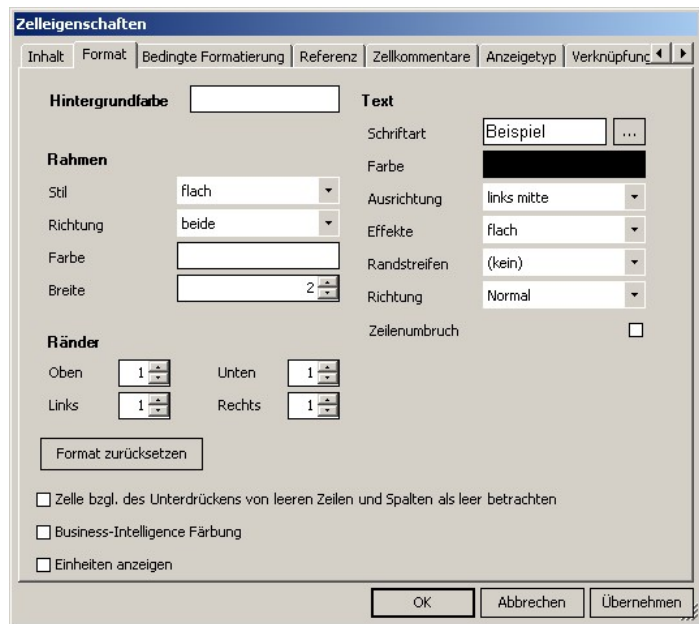 Zelleigenschaften
Inhalt Format Bedingte Formatierung Referenz Zellkommentare Anzeigetyp Verknüpfung
Hintergrundfarbe
Rahmen
Stil flach
Richtung beide
Farbe
Breite 2
Ränder
Oben 1 Unten 1
Links 1 Rechts 1
Format zurücksetzen
Text
Schriftart Beispiel ...
Farbe
Ausrichtung links mitte
Effekte flach
Randstreifen (kein)
Richtung Normal
Zeilenumbruch
Zelle bzgl. des Unterdrückens von leeren Zeilen und Spalten als leer betrachten
Business-Intelligence Färbung
Einheiten anzeigen
OK Abbrechen Übernehmen